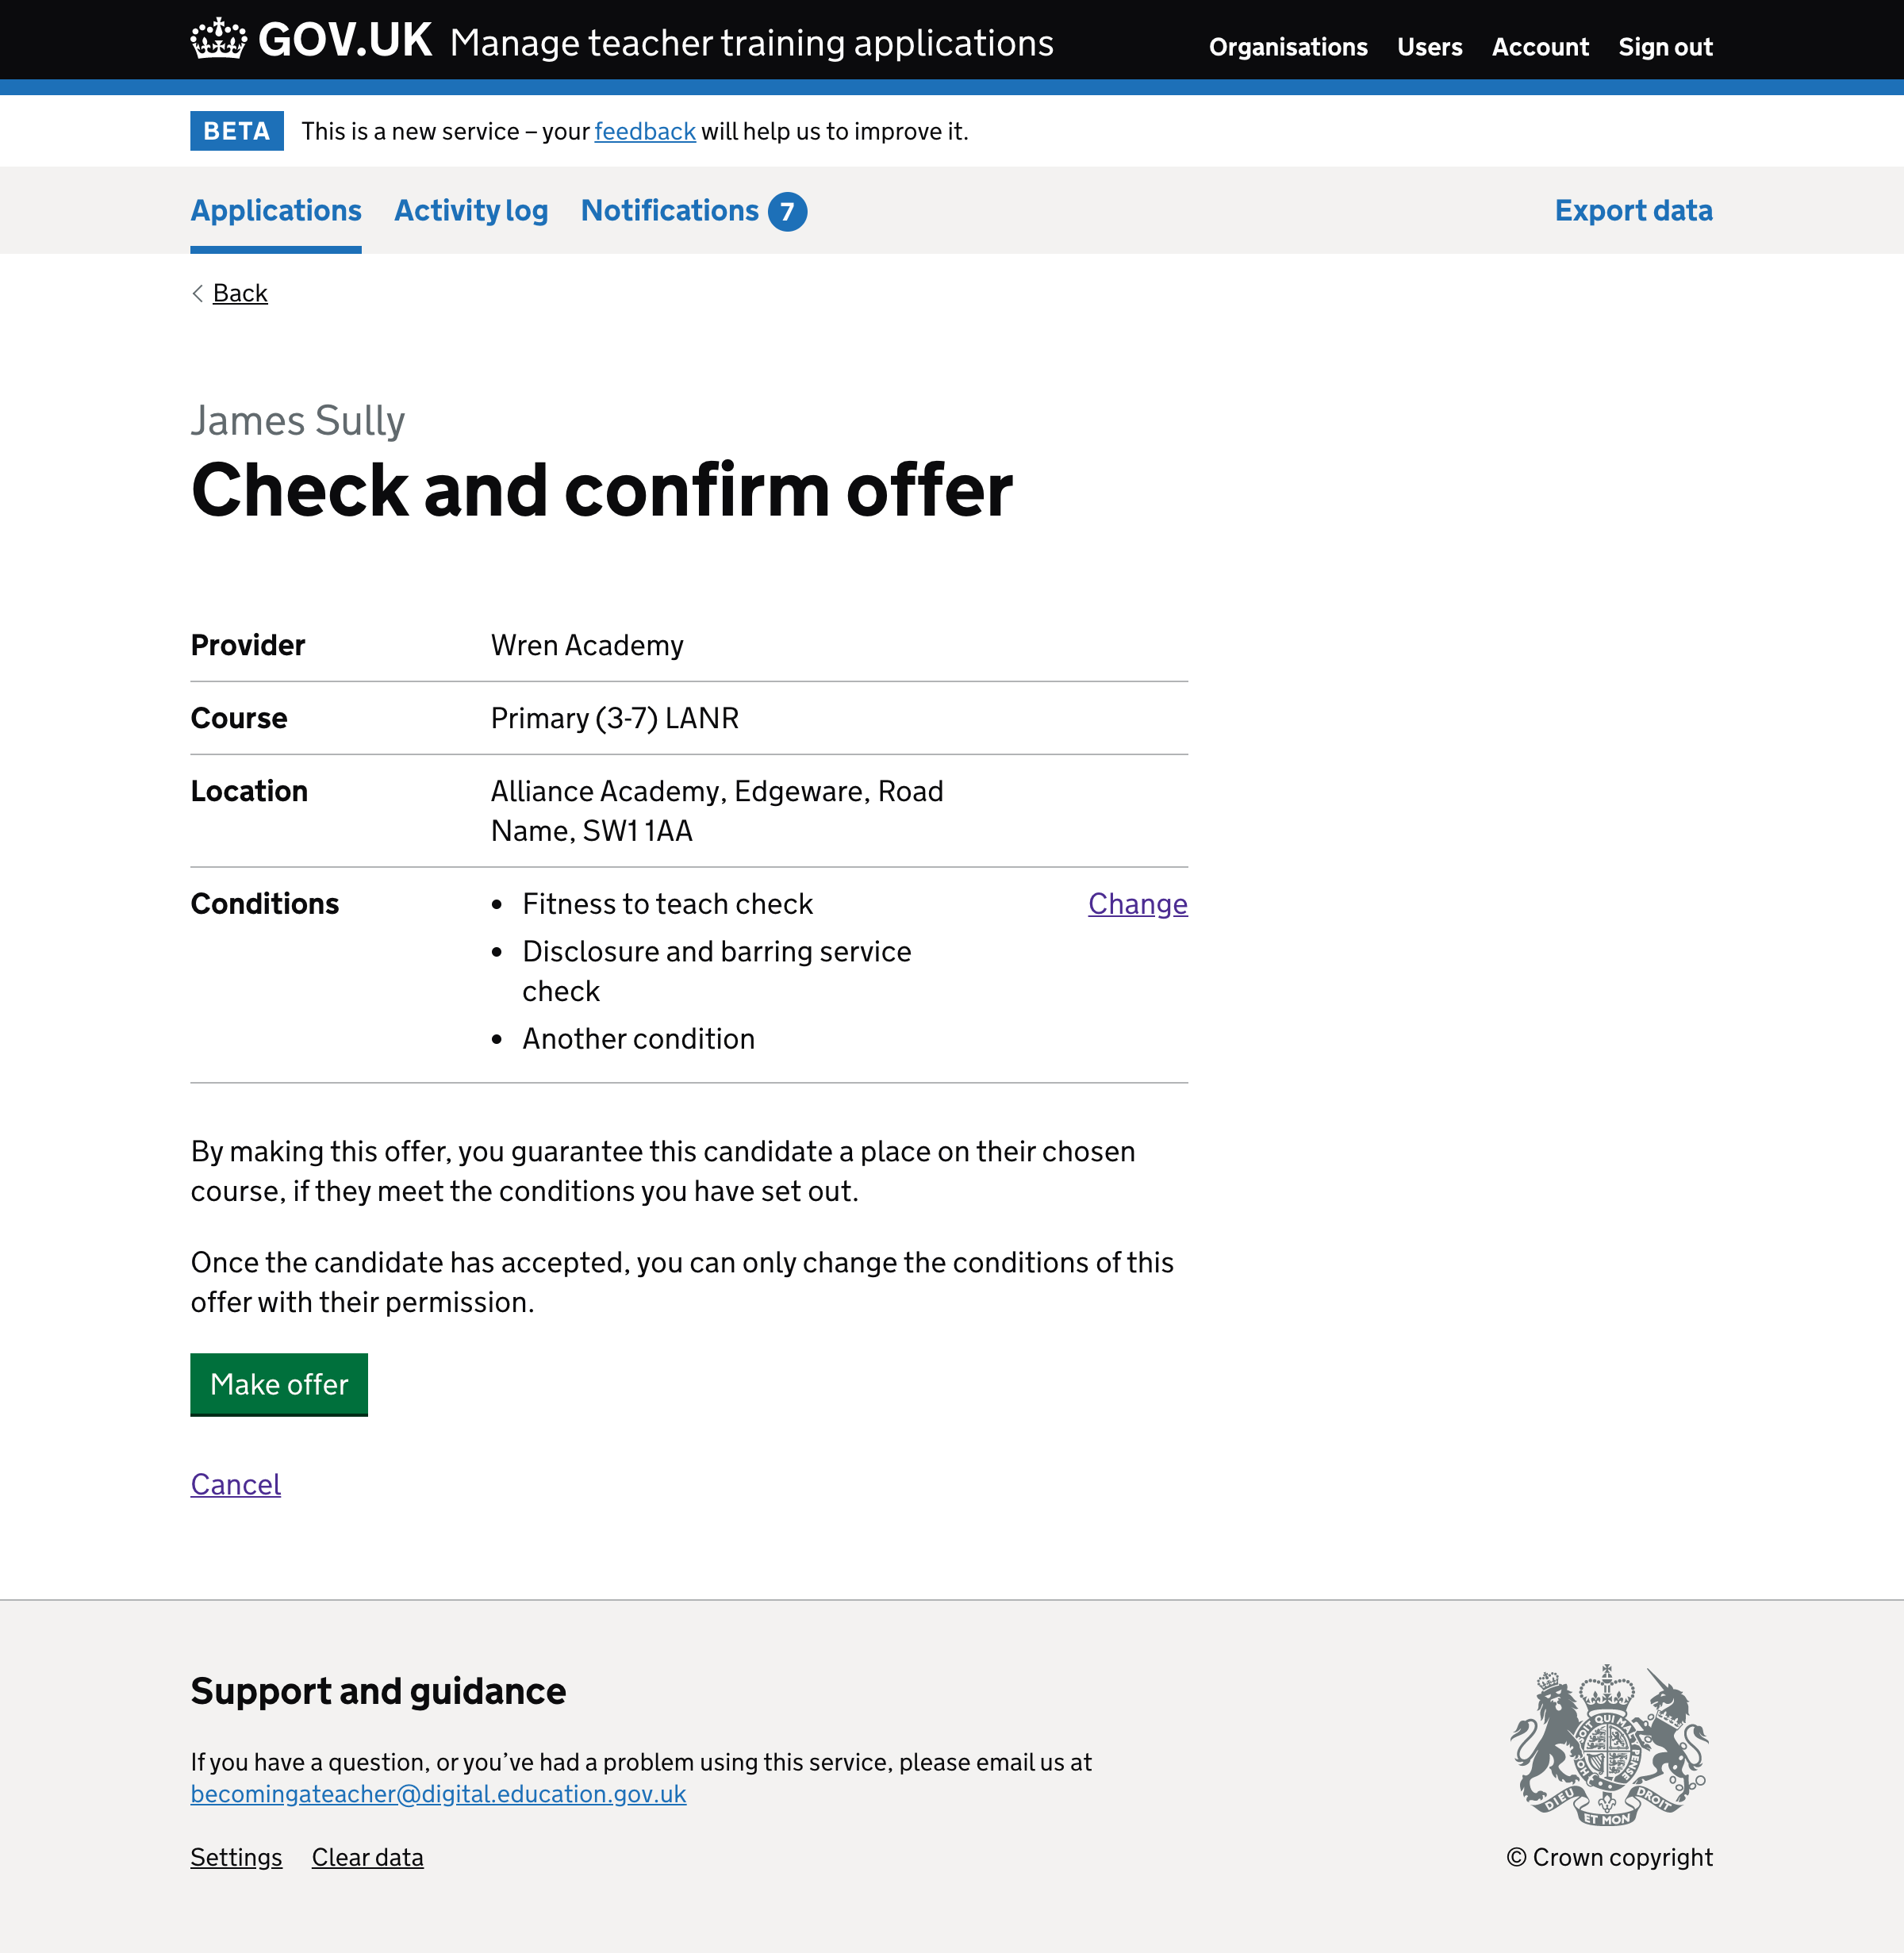 GOV.UK Manage teacher training applications
Organisations Users Account Sign out
BETA This is a new service – your feedback will help us to improve it.
Applications Activity log Notifications 7 Export data
Back
James Sully
Check and confirm offer
Provider Wren Academy
Course Primary (3-7) LANR
Location Alliance Academy, Edgeware, Road
Name, SW1 1AA
Conditions • Fitness to teach check Change
• Disclosure and barring service
check
• Another condition
By making this offer, you guarantee this candidate a place on their chosen
course, if they meet the conditions you have set out.
Once the candidate has accepted, you can only change the conditions of this
offer with their permission.
Make offer
Cancel
Support and guidance
If you have a question, or you’ve had a problem using this service, please email us at
becomingateacher@digital.education.gov.uk
Settings Clear data
SOIT QUI MAL
PENSE
HON
DIEU ET MON DROIT
© Crown copyright